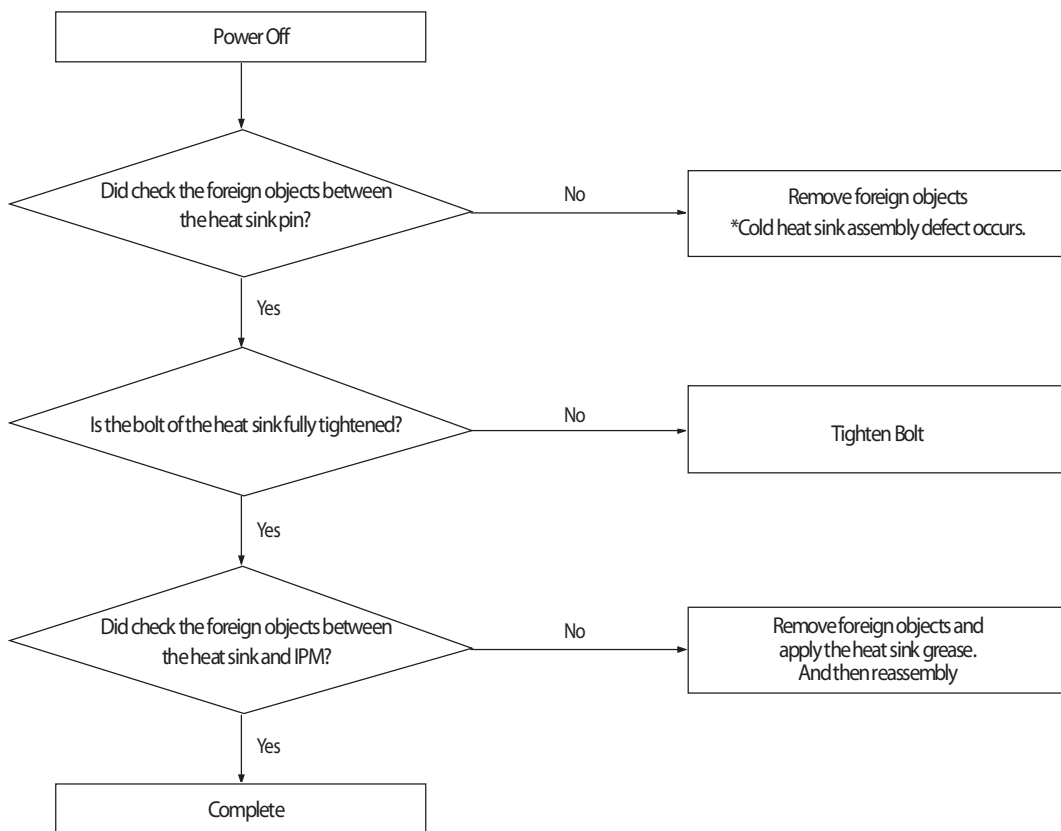 Power Off
Did check the foreign objects between
the heat sink pin?
No
Remove foreign objects
*Cold heat sink assembly defect occurs.
Yes
Is the bolt of the heat sink fully tightened?
No
Tighten Bolt
Yes
Did check the foreign objects between
the heat sink and IPM?
No
Remove foreign objects and
apply the heat sink grease.
And then reassembly
Yes
Complete